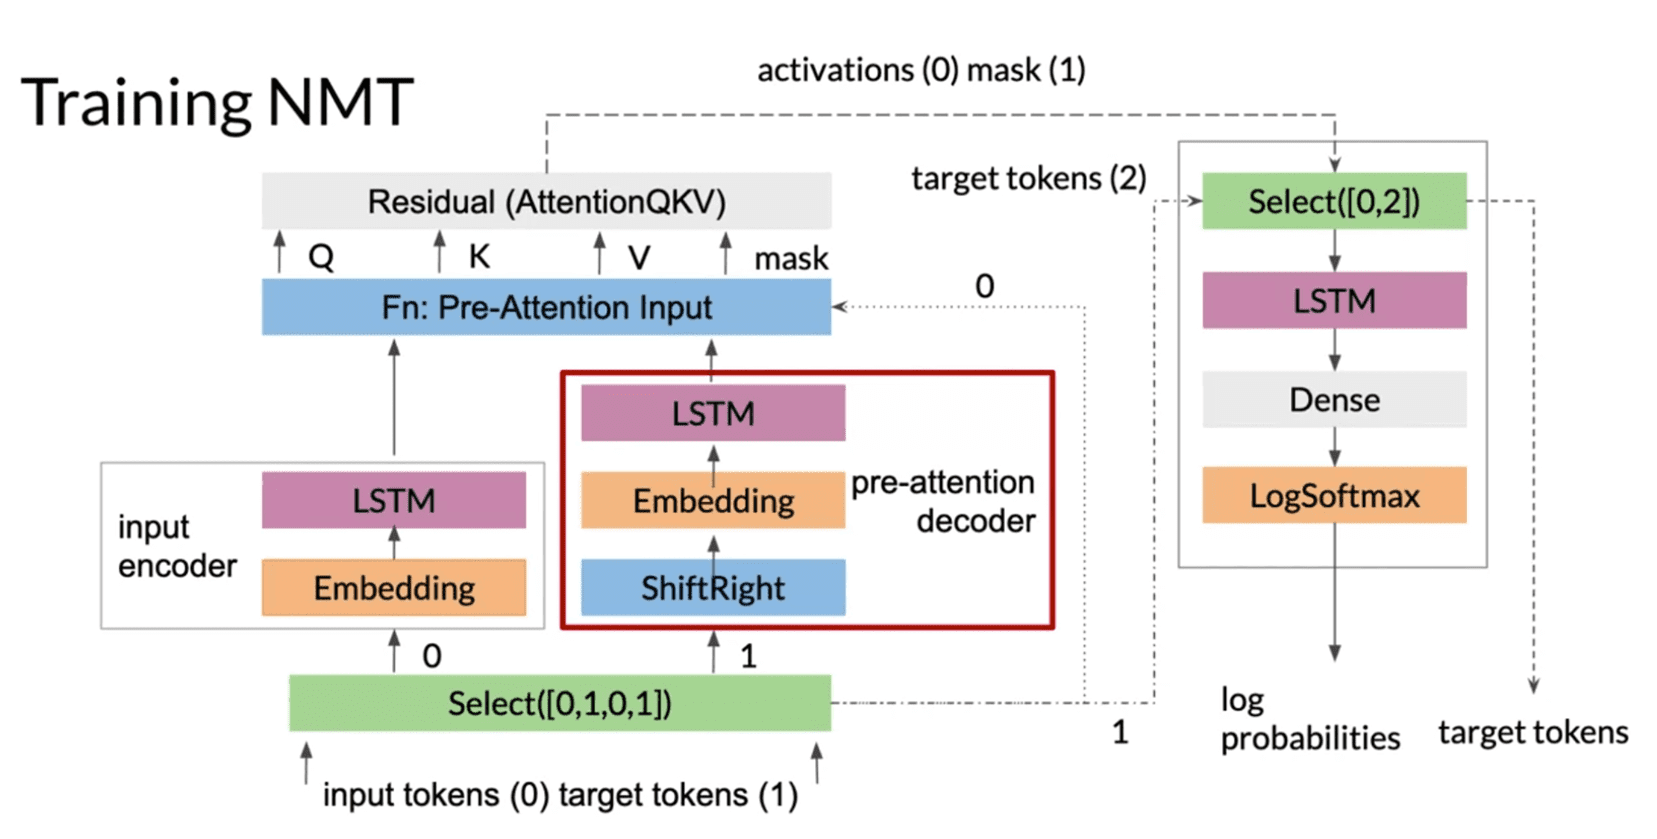 Training NMT
activations (0) mask (1)
target tokens (2)
Residual (AttentionQKV)
Q
K
V
mask
Fn: Pre-Attention Input
0
LSTM
Embedding
ShiftRight
pre-attention
decoder
LSTM
Embedding
input
encoder
0
1
Select([0,1,0,1])
1
input tokens (0) target tokens (1)
Select([0,2])
LSTM
Dense
LogSoftmax
log
probabilities
target tokens